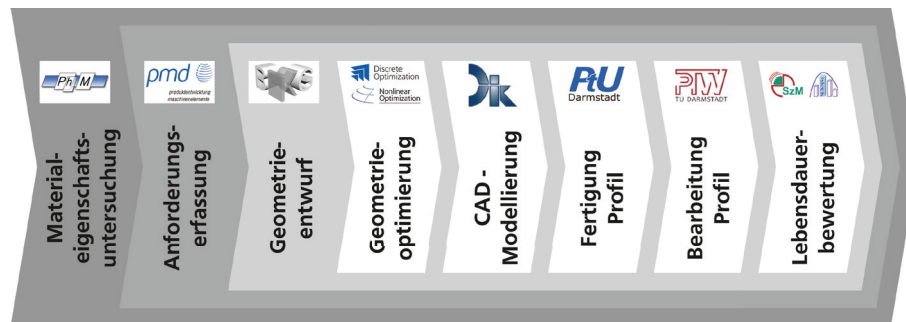 PhM
Material-
eigenschafts-
untersuchung
pmd
produktentwicklung
maschinenelemente
Anforderungs-
erfassung
Geometrie-
entwurf
Discrete
Optimization
Nonlinear
Optimization
Geometrie-
optimierung
Dik
CAD -
Modellierung
PtU
Darmstadt
Fertigung
Profil
PTW
TU DARMSTADT
Bearbeitung
Profil
SzM
Lebensdauer-
bewertung